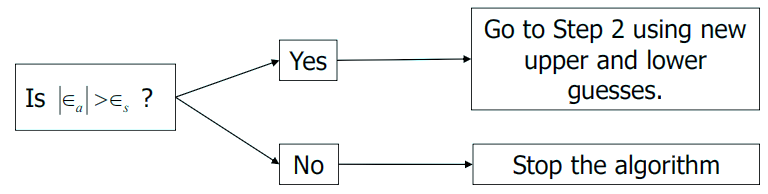 Is |∈ₐ| >∈ₛ ?
Yes
Go to Step 2 using new
upper and lower
guesses.
No
Stop the algorithm